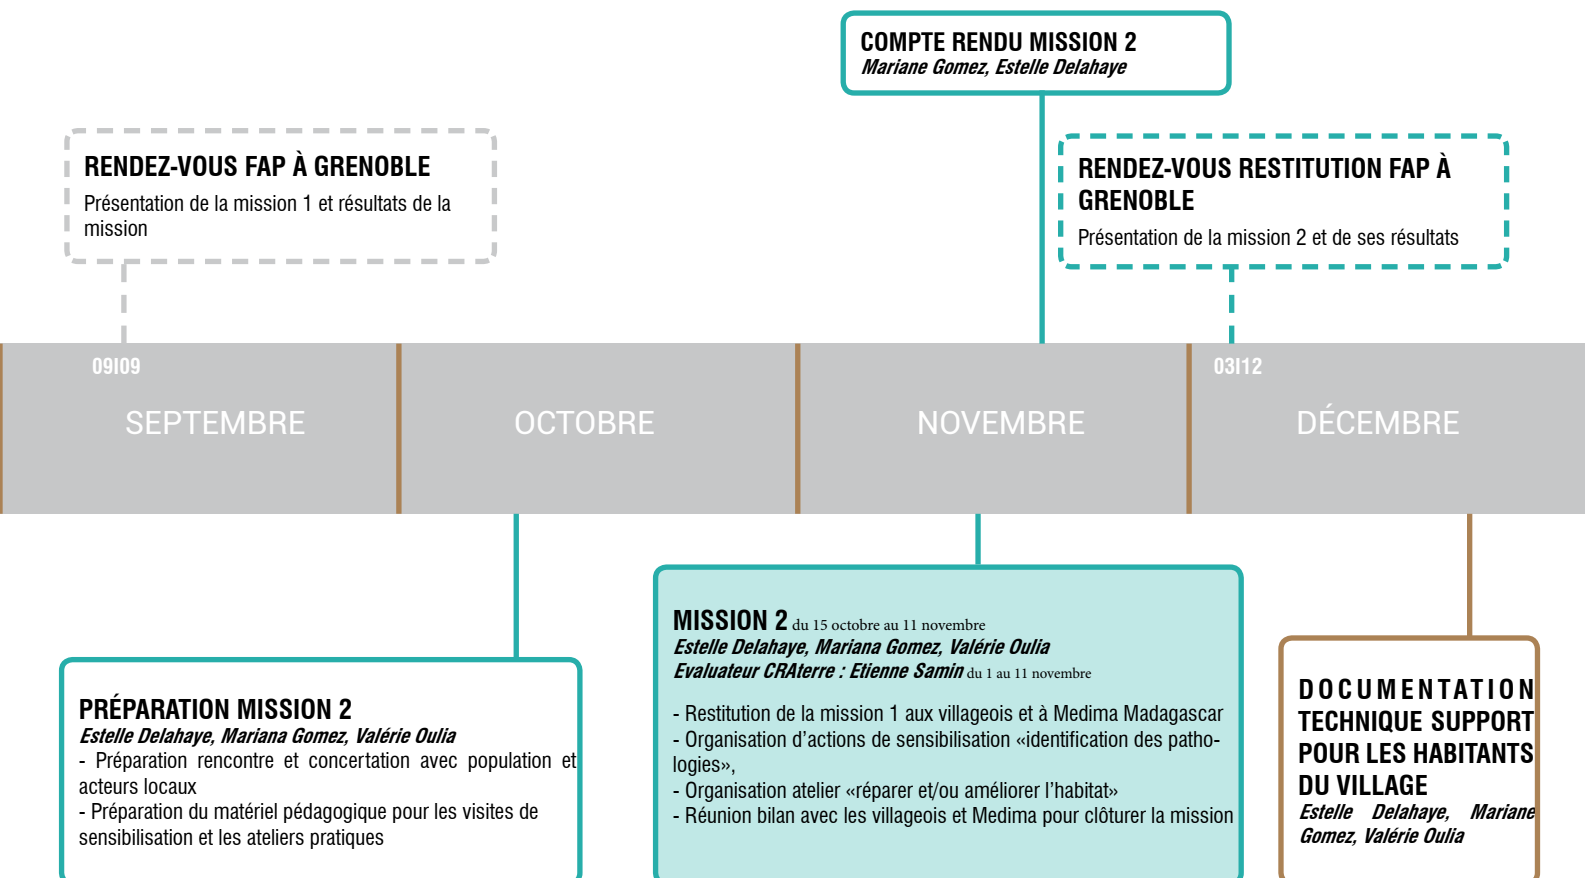 COMPTE RENDU MISSION 2
Mariane Gomez, Estelle Delahaye
RENDEZ-VOUS FAP À GRENOBLE
Présentation de la mission 1 et résultats de la
mission
RENDEZ-VOUS RESTITUTION FAP À
GRENOBLE
Présentation de la mission 2 et de ses résultats
09I09
03I12
SEPTEMBRE
OCTOBRE
NOVEMBRE
DÉCEMBRE
PRÉPARATION MISSION 2
Estelle Delahaye, Mariana Gomez, Valérie Oulia
- Préparation rencontre et concertation avec population et
acteurs locaux
- Préparation du matériel pédagogique pour les visites de
sensibilisation et les ateliers pratiques
MISSION 2 du 15 octobre au 11 novembre
Estelle Delahaye, Mariana Gomez, Valérie Oulia
Evaluateur CRAterre : Etienne Samin du 1 au 11 novembre
- Restitution de la mission 1 aux villageois et à Medima Madagascar
- Organisation d’actions de sensibilisation «identification des patho-
logies»,
- Organisation atelier «réparer et/ou améliorer l’habitat»
- Réunion bilan avec les villageois et Medima pour clôturer la mission
DOCUMENTATION
TECHNIQUE SUPPORT
POUR LES HABITANTS
DU VILLAGE
Estelle Delahaye, Mariane
Gomez, Valérie Oulia